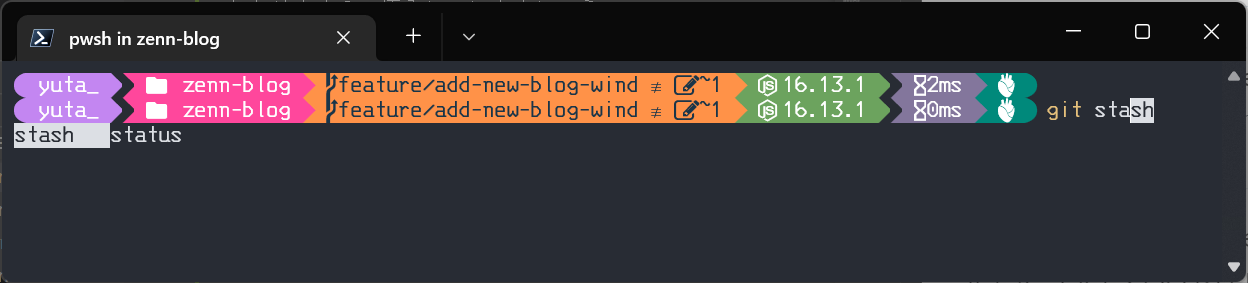 pwsh in zenn-blog
yuta_ zenn-blog feature/add-new-blog-wind ≢ ~1 16.13.1 2ms
yuta_ zenn-blog feature/add-new-blog-wind ≢ ~1 16.13.1 0ms git stash
stash status